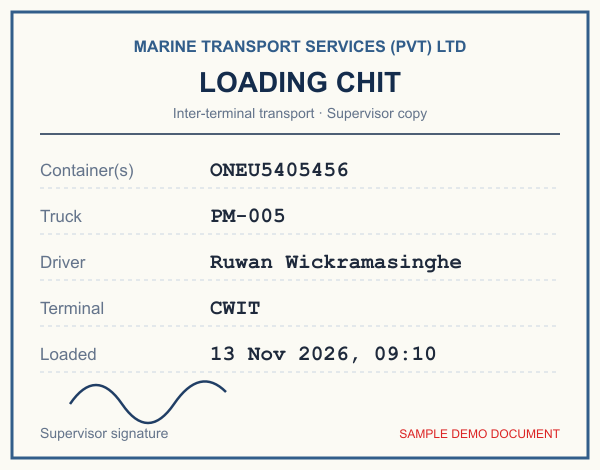 MARINE TRANSPORT SERVICES (PVT) LTD
LOADING CHIT
Inter-terminal transport · Supervisor copy
Container(s) ONEU5405456
Truck PM-005
Driver Ruwan Wickramasinghe
Terminal CWIT
Loaded 13 Nov 2026, 09:10
Supervisor signature
SAMPLE DEMO DOCUMENT